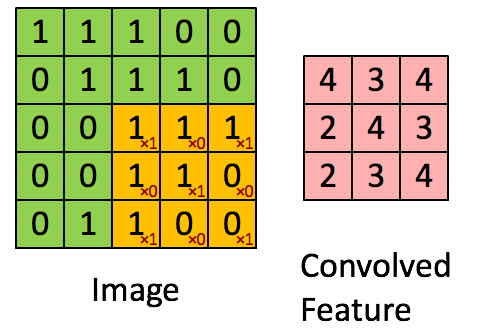 1 1 1 0 0
0 1 1 1 0
0 0 1×1 1×0 1×1
0 0 1×0 1×1 0×0
0 1 1×1 0×0 0×1
Image
4 3 4
2 4 3
2 3 4
Convolved
Feature